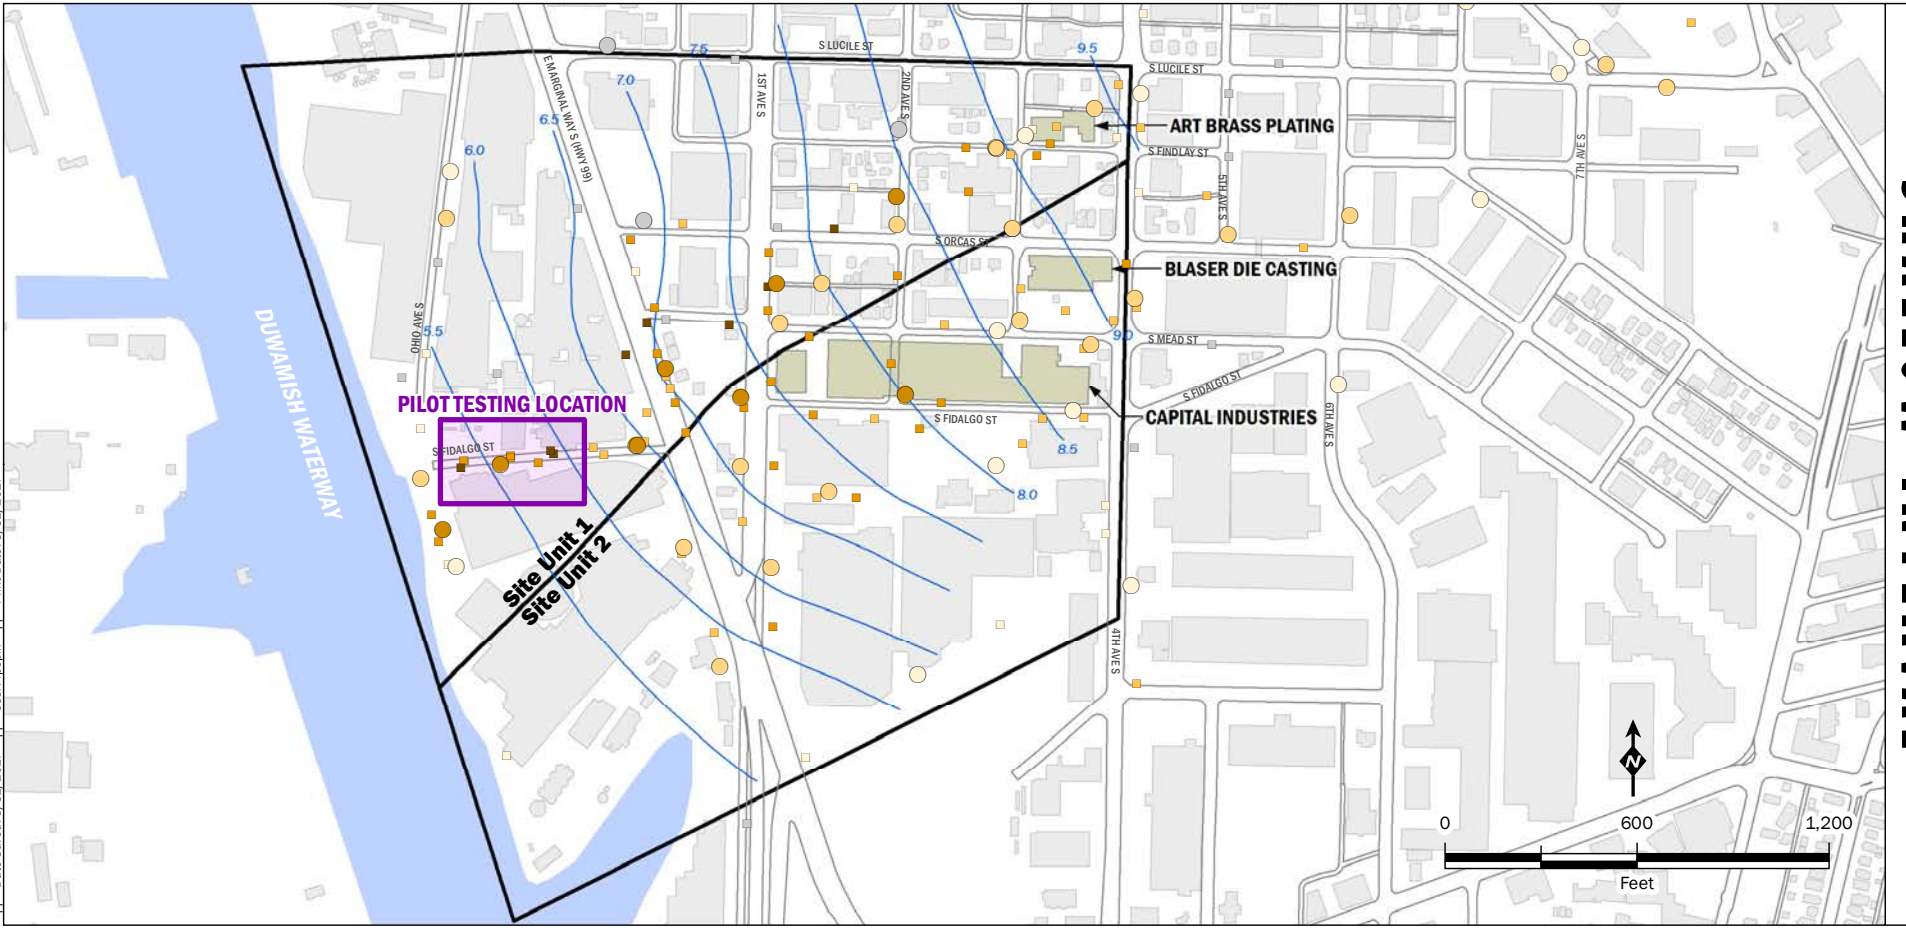 S LUCILE ST
7.5
9.5
S LUCILE ST
7.0
E MARGINAL WAY S (HWY 99)
1ST AVE S
2ND AVE S
6.5
ART BRASS PLATING
6.0
S FINDLAY ST
7TH AVE S
5TH AVE S
S ORCAS ST
BLASER DIE CASTING
OHIO AVE S
5.5
9.0
S MEAD ST
DUWAMISH WATERWAY
S FIDALGO ST
PILOT TESTING LOCATION
CAPITAL INDUSTRIES
S FIDALGO ST
6TH AVE S
S FIDALGO ST
8.5
8.0
Site Unit 1
Site Unit 2
4TH AVE S
N
0 600 1,200
Feet